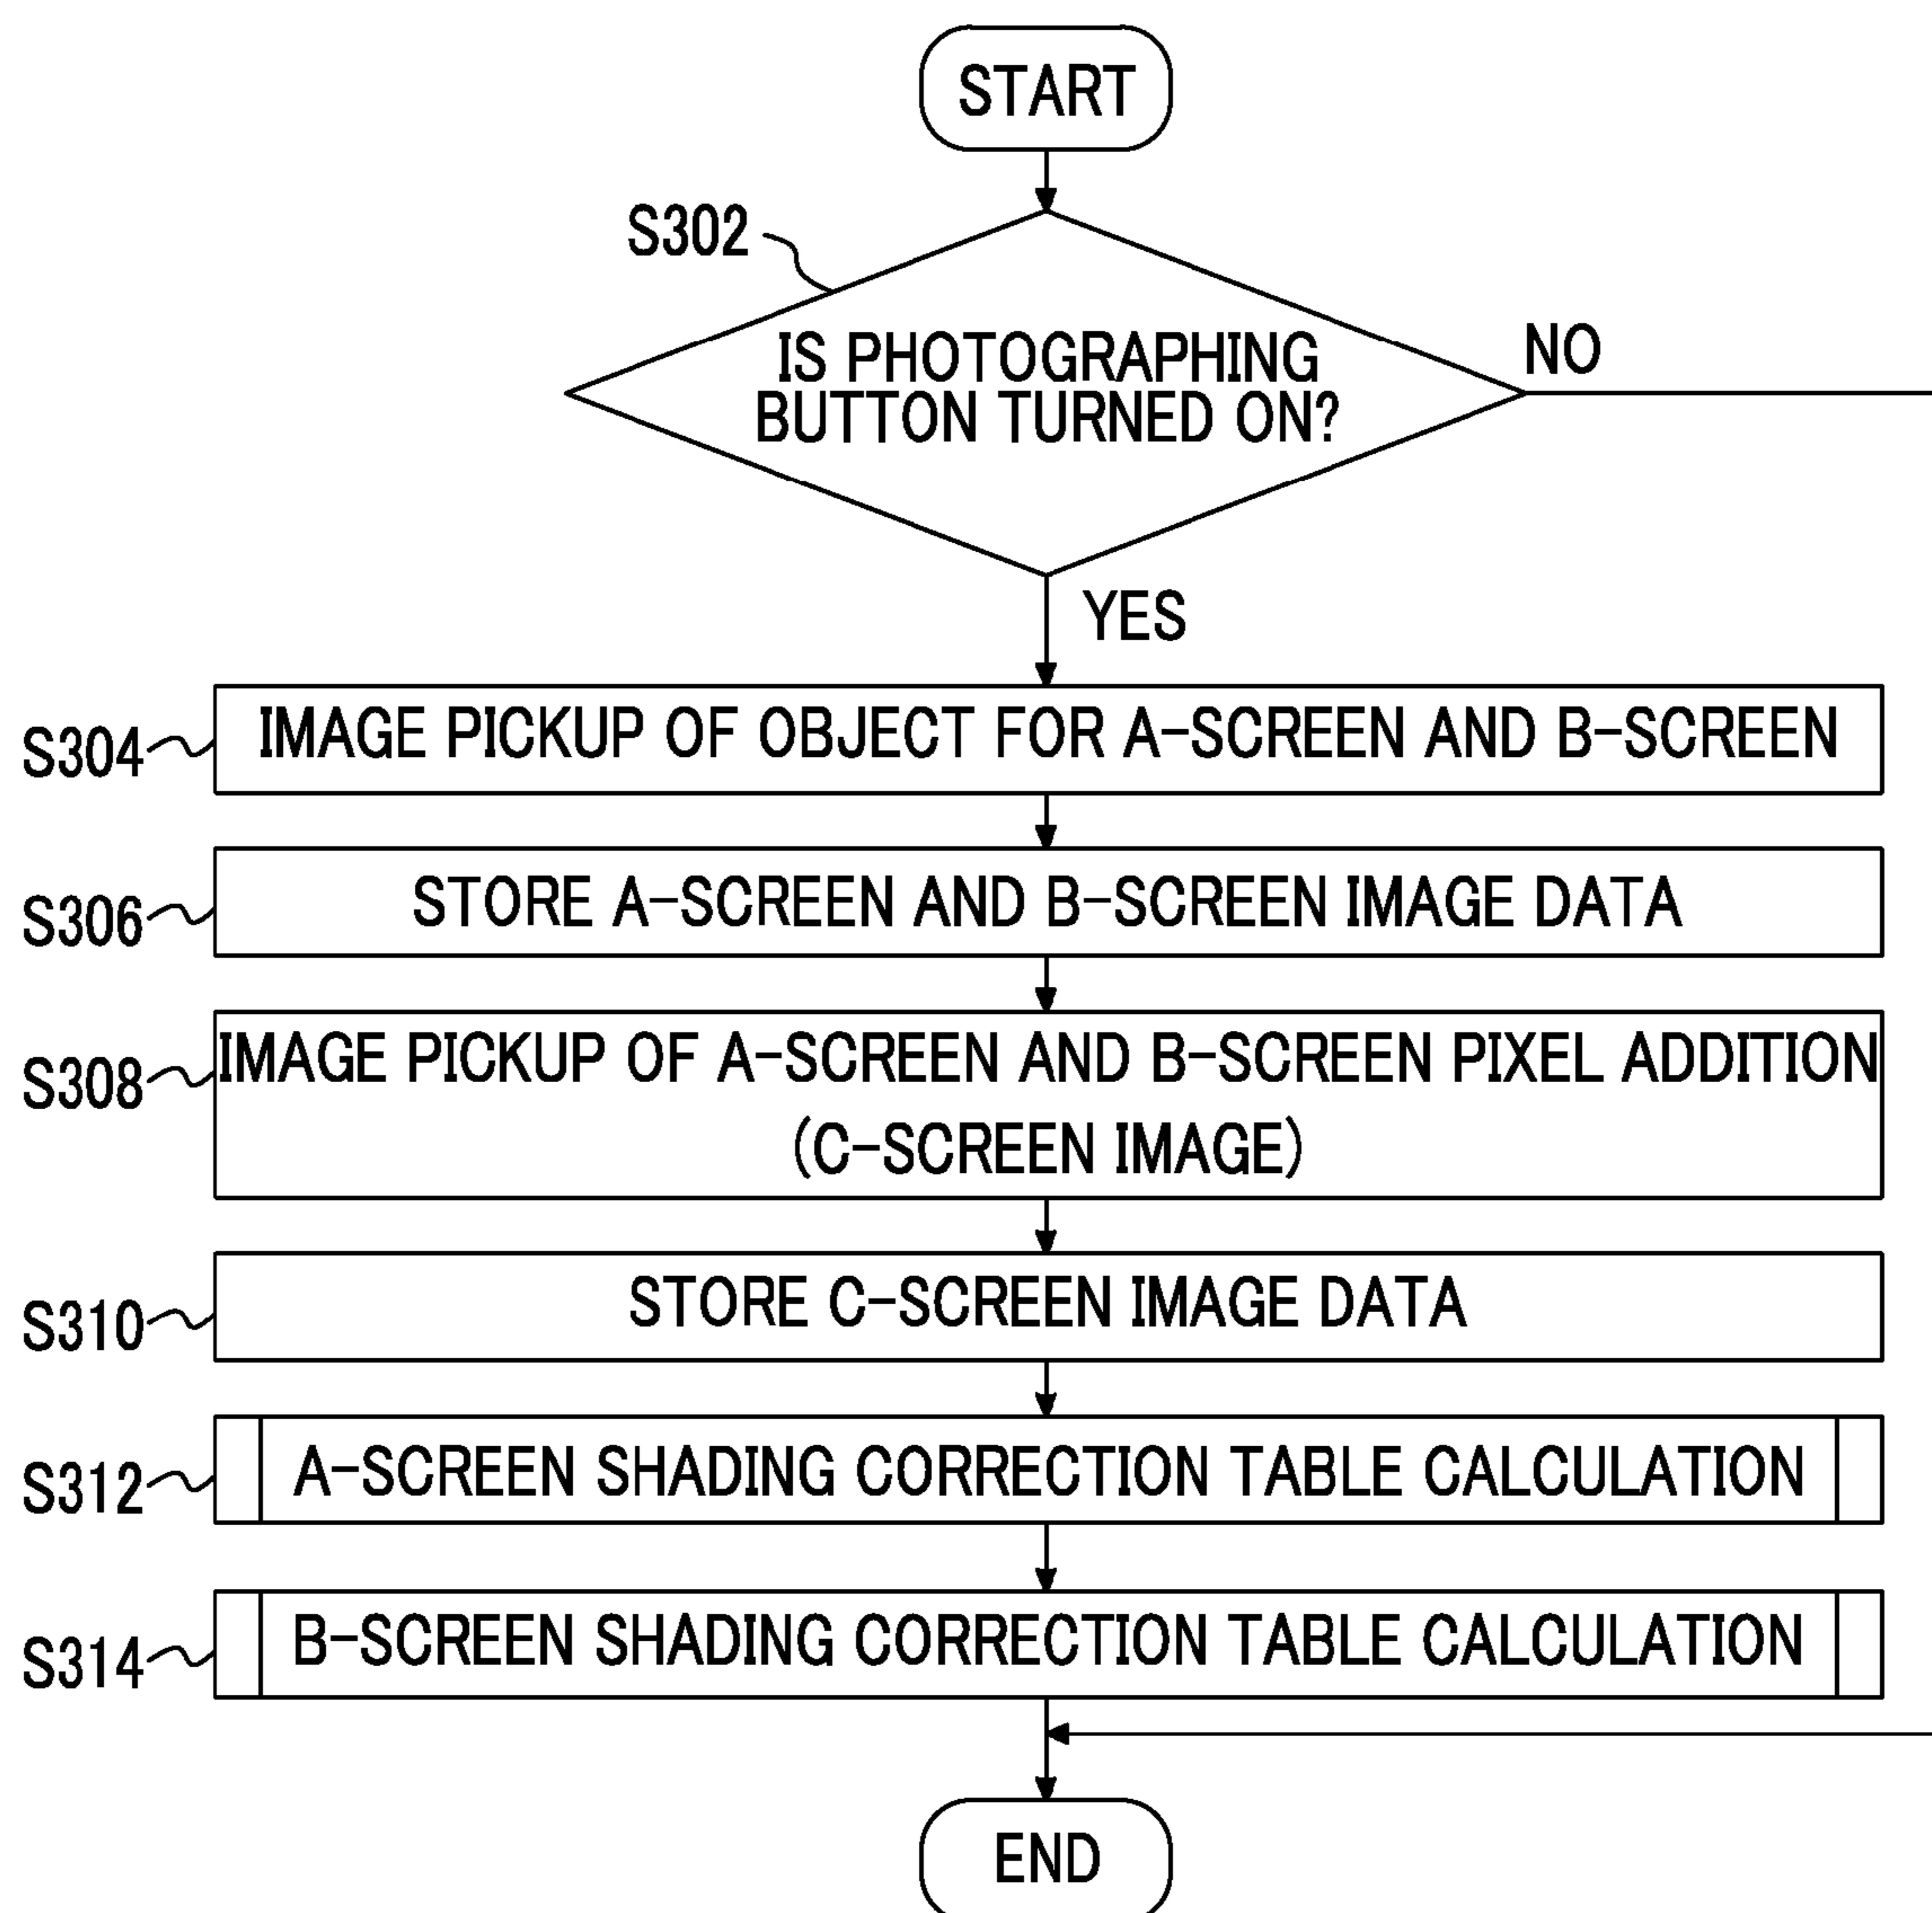 START
S302
IS PHOTOGRAPHING
BUTTON TURNED ON?
NO
YES
S304
IMAGE PICKUP OF OBJECT FOR A-SCREEN AND B-SCREEN
S306
STORE A-SCREEN AND B-SCREEN IMAGE DATA
S308
IMAGE PICKUP OF A-SCREEN AND B-SCREEN PIXEL ADDITION
(C-SCREEN IMAGE)
S310
STORE C-SCREEN IMAGE DATA
S312
A-SCREEN SHADING CORRECTION TABLE CALCULATION
S314
B-SCREEN SHADING CORRECTION TABLE CALCULATION
END